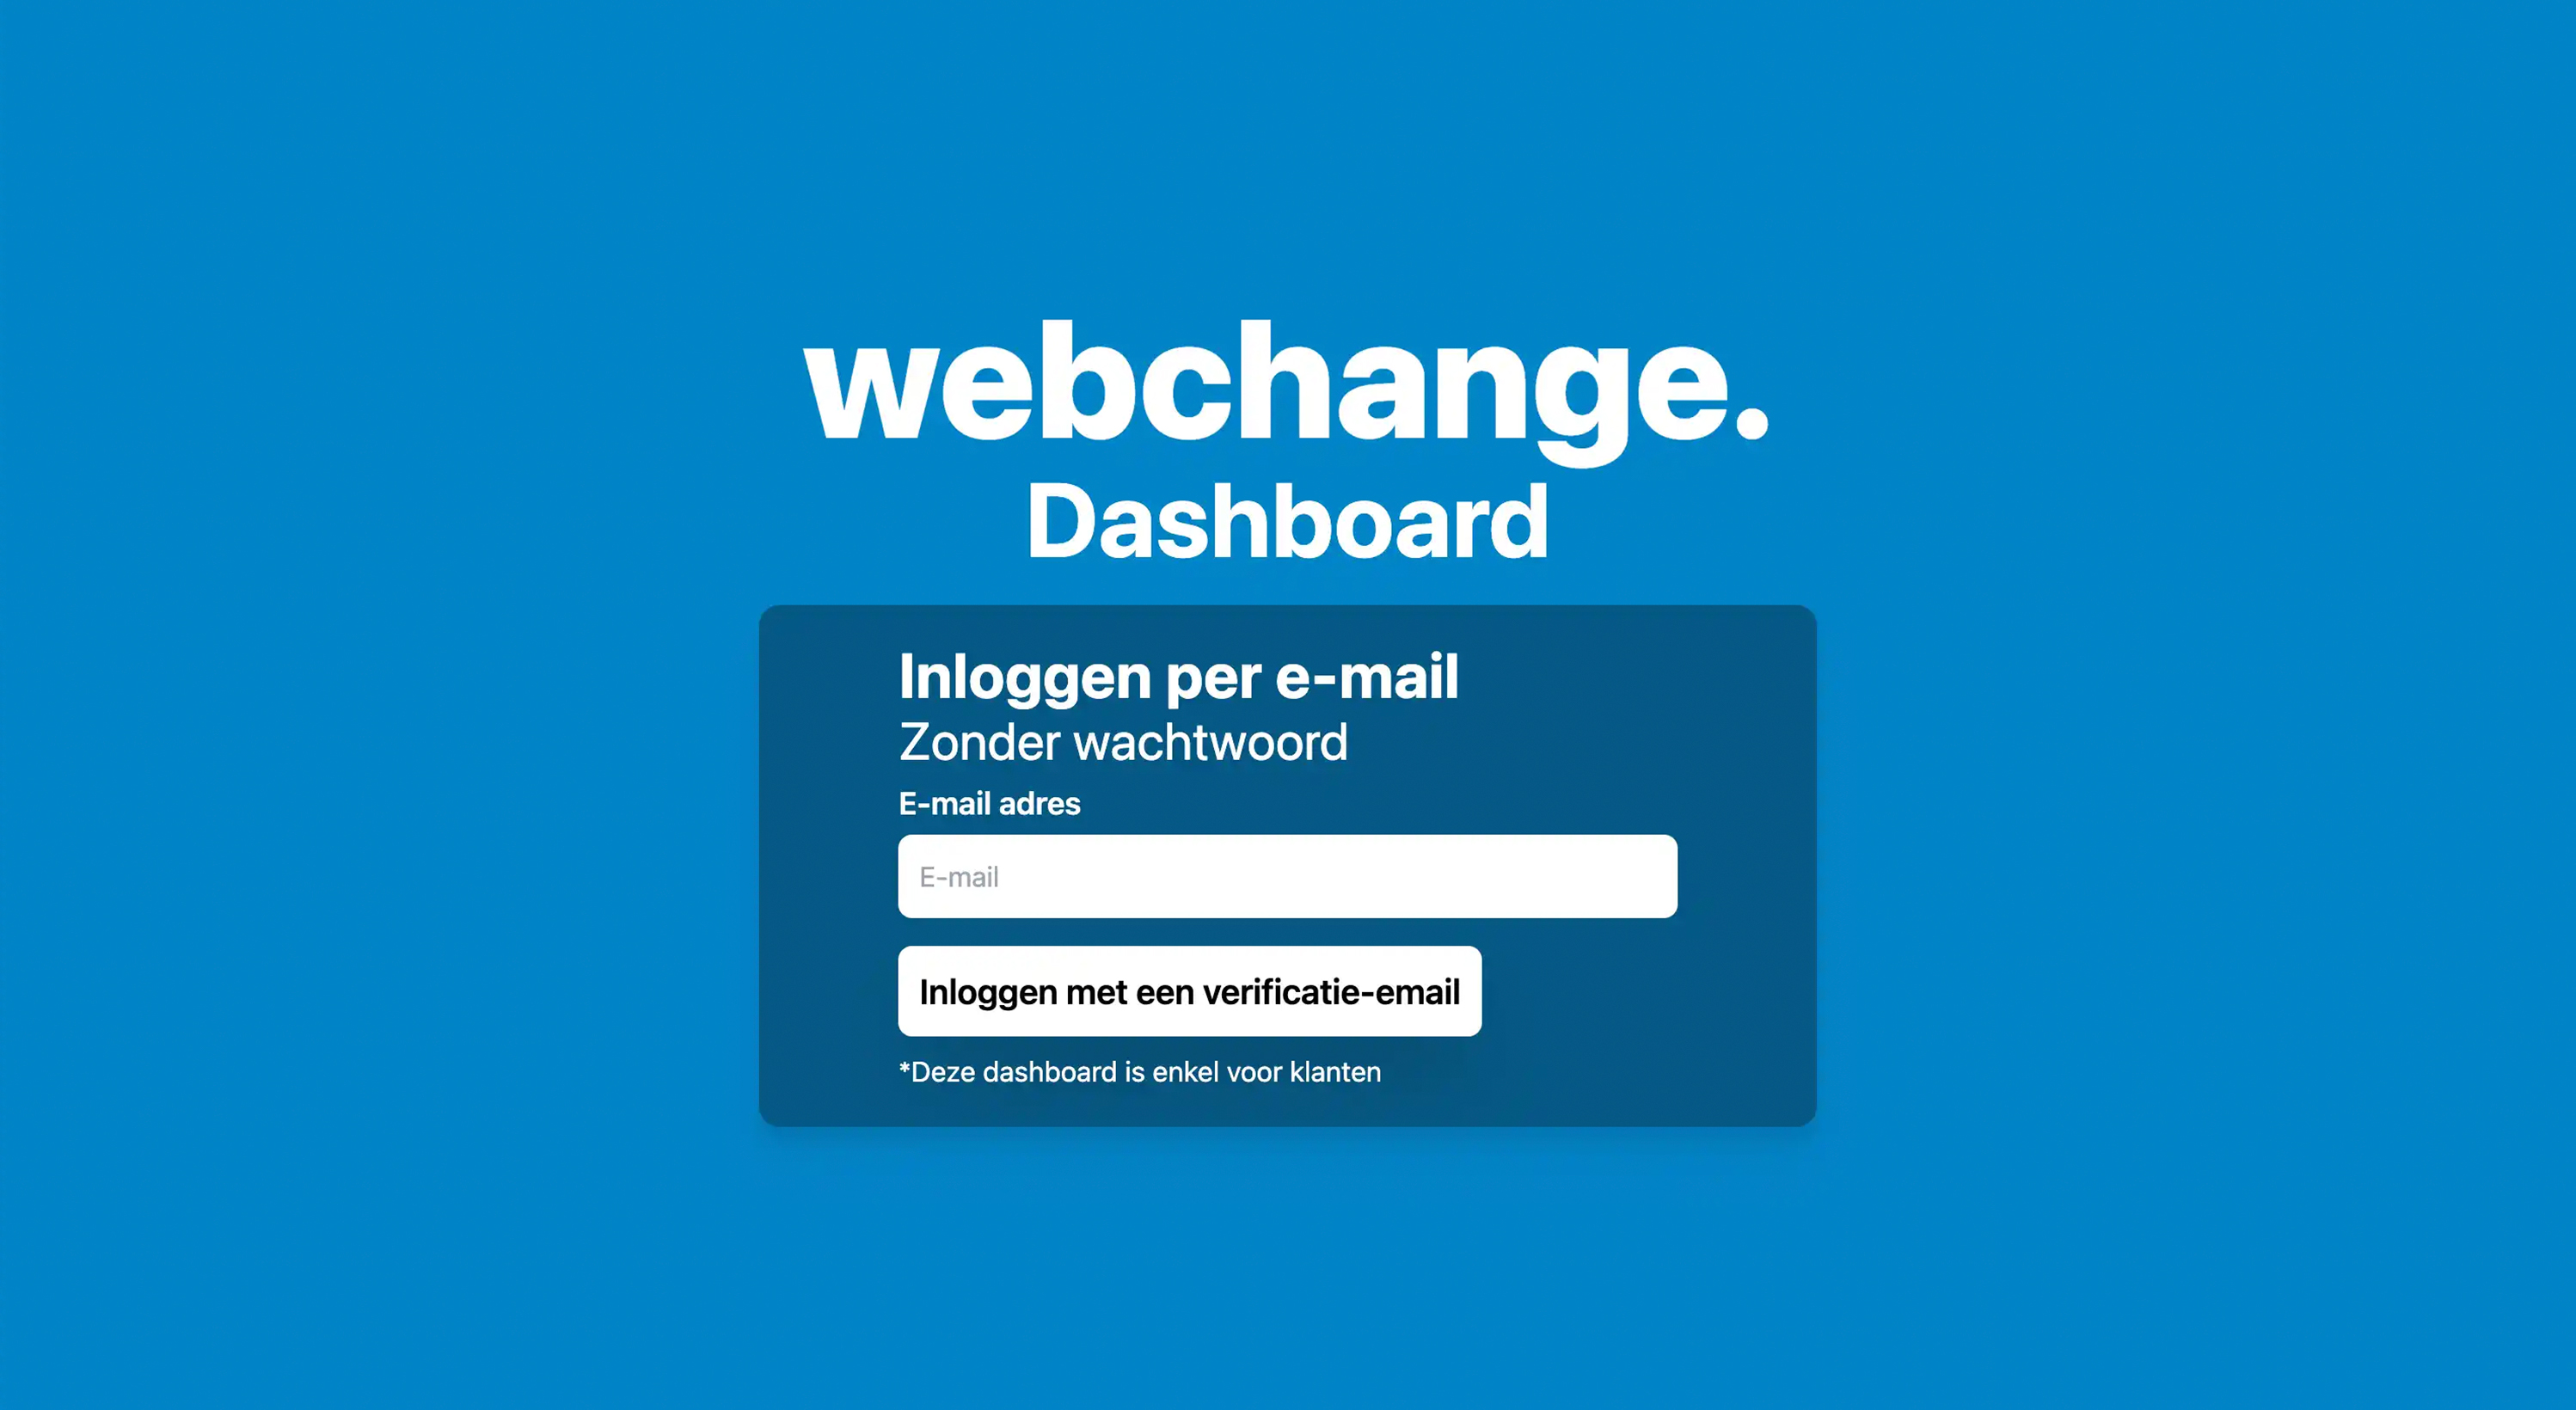 webchange.
Dashboard
Inloggen per e-mail
Zonder wachtwoord
E-mail adres
E-mail
Inloggen met een verificatie-email
*Deze dashboard is enkel voor klanten